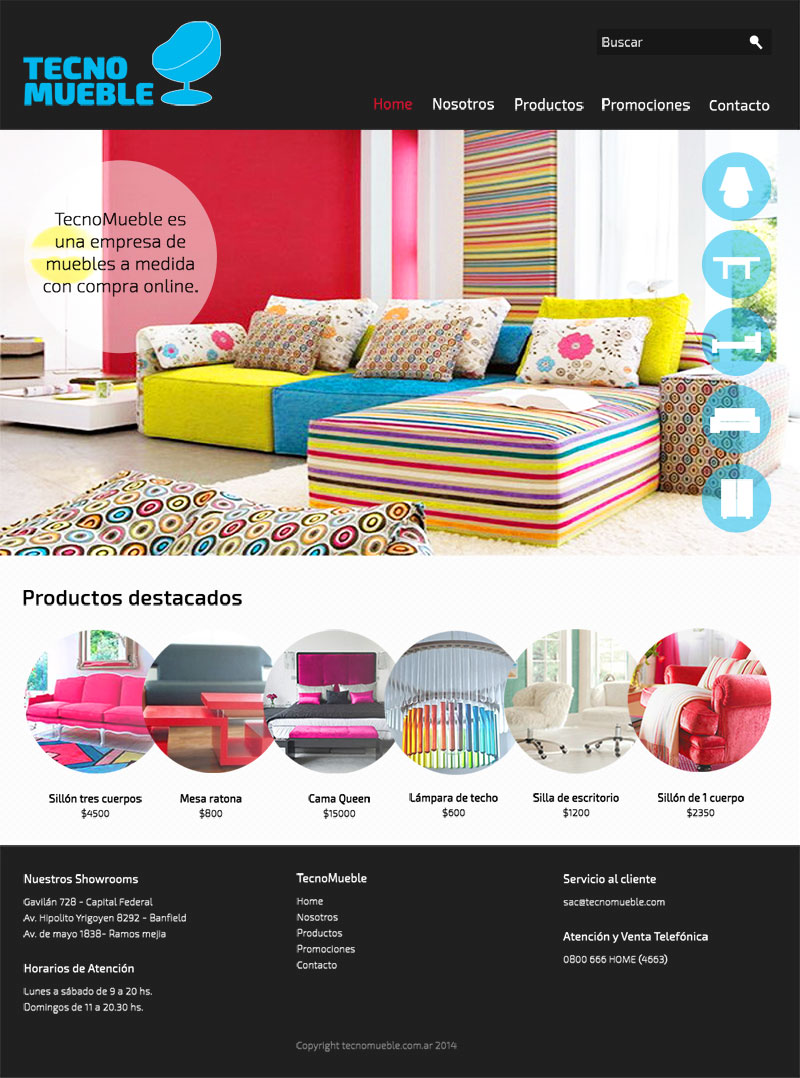 TECNO
MUEBLE
Buscar
Home Nosotros Productos Promociones Contacto
TecnoMueble es
una empresa de
muebles a medida
con compra online.
Productos destacados
Sillón tres cuerpos
$4500
Mesa ratona
$800
Cama Queen
$15000
Lámpara de techo
$600
Silla de escritorio
$1200
Sillón de 1 cuerpo
$2350
Nuestros Showrooms
Gavilán 728 - Capital Federal
Av. Hipolito Yrigoyen 8292 - Banfield
Av. de mayo 1838- Ramos mejia
Horarios de Atención
Lunes a sábado de 9 a 20 hs.
Domingos de 11 a 20.30 hs.
TecnoMueble
Home
Nosotros
Productos
Promociones
Contacto
Servicio al cliente
sac@tecnomueble.com
Atención y Venta Telefónica
0800 666 HOME (4663)
Copyright tecnomueble.com.ar 2014